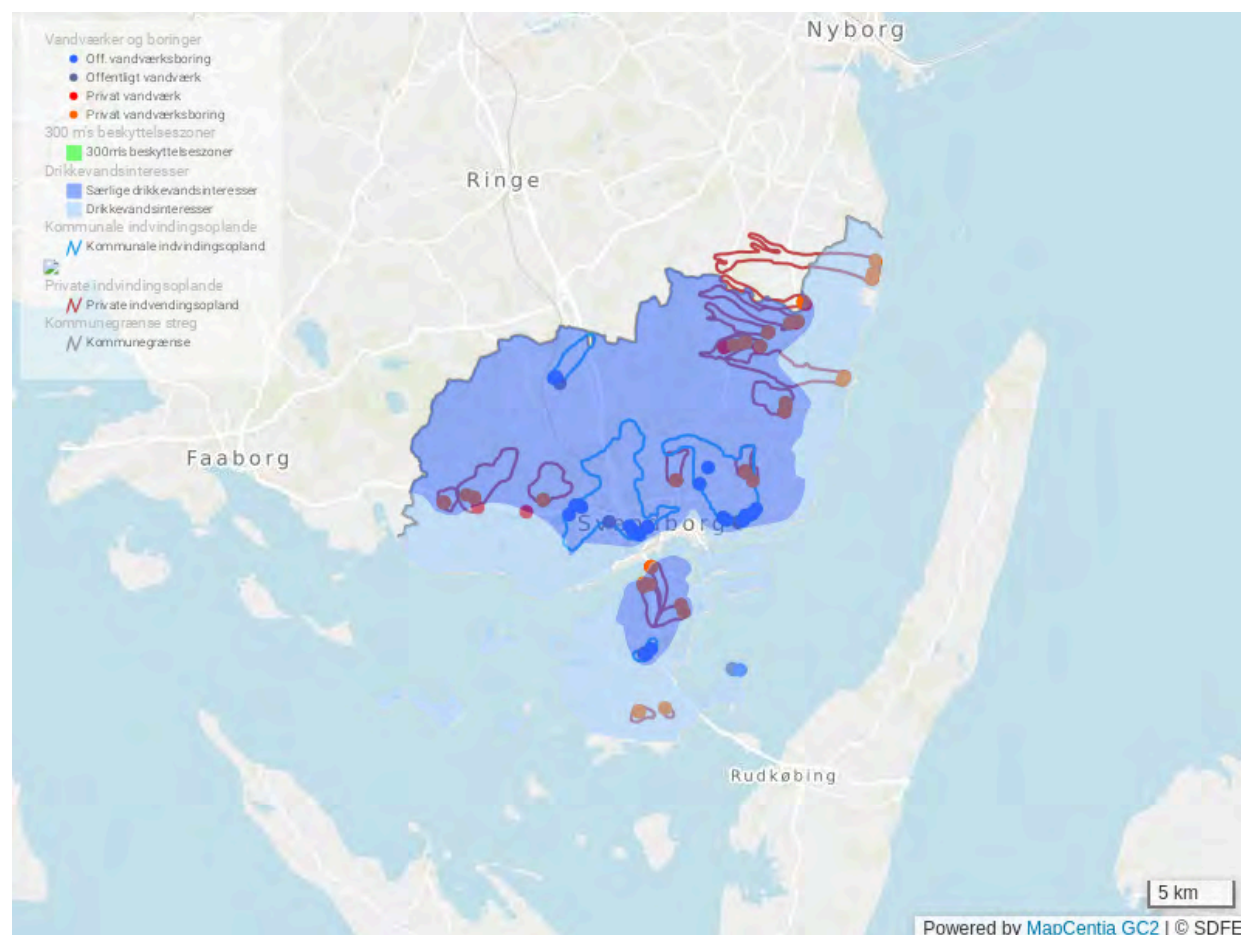 Vandværker og boringer
Off. vandværksboring
Offentligt vandværk
Privat vandværk
Privat vandværksboring
300 m's beskyttelseszoner
300m's beskyttelseszoner
Drikkevandsinteresser
Særlige drikkevandsinteresser
Drikkevandsinteresser
Kommunale indvindingsoplande
Kommunale indvindingsopland
Private indvindingsoplande
Private indvendingsopland
Kommunegrænse streg
Kommunegrænse
Nyborg
Ringe
Faaborg
Svendborg
Rudkøbing
5 km
Powered by MapCentia GC2 | © SDFE